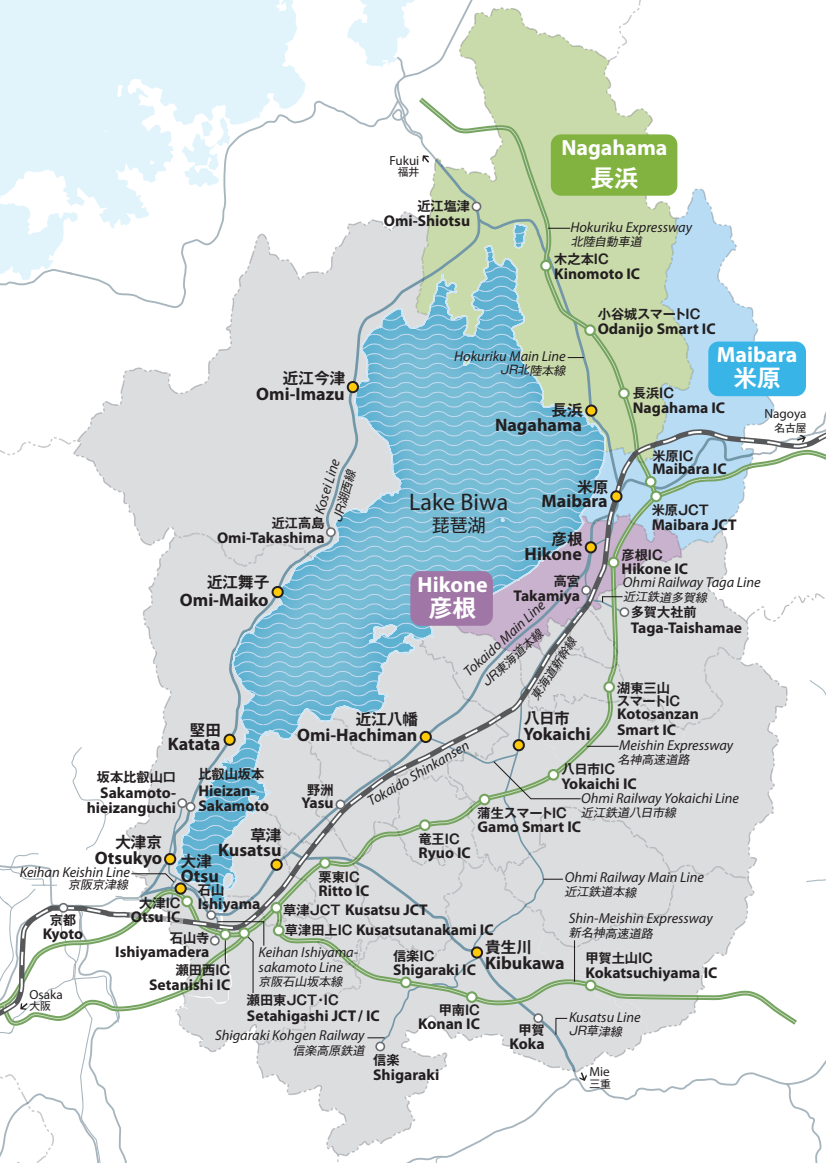 Nagahama
長浜
Fukui
福井
近江塩津
Omi-Shiotsu
Hokuriku Expressway
北陸自動車道
木之本IC
Kinomoto IC
小谷城スマートIC
Odanijo Smart IC
Maibara
米原
Hokuriku Main Line
JR北陸本線
近江今津
Omi-Imazu
長浜IC
Nagahama IC
長浜
Nagahama
Nagoya
名古屋
米原IC
Maibara IC
Kosei Line
JR湖西線
Lake Biwa
琵琶湖
米原
Maibara
米原JCT
Maibara JCT
近江高島
Omi-Takashima
彦根
Hikone
彦根IC
Hikone IC
近江舞子
Omi-Maiko
Hikone
彦根
高宮
Takamiya
Ohmi Railway Taga Line
近江鉄道多賀線
多賀大社前
Taga-Taishamae
Tokaido Main Line
JR東海道本線
東海道新幹線
湖東三山
スマートIC
Kotosanzan
Smart IC
堅田
Katata
近江八幡
Omi-Hachiman
八日市
Yokaichi
Meishin Expressway
名神高速道路
坂本比叡山口
Sakamoto-
hieizanguchi
比叡山坂本
Hieizan-
Sakamoto
野洲
Yasu
Tokaido Shinkansen
八日市IC
Yokaichi IC
Ohmi Railway Yokaichi Line
近江鉄道八日市線
蒲生スマートIC
Gamo Smart IC
大津京
Otsukyo
草津
Kusatsu
竜王IC
Ryuo IC
Keihan Keishin Line
京阪京津線
大津
Otsu
栗東IC
Ritto IC
Ohmi Railway Main Line
近江鉄道本線
石山
Ishiyama
大津IC
Otsu IC
京都
Kyoto
草津JCT Kusatsu JCT
草津田上IC Kusatsutanakami IC
Shin-Meishin Expressway
新名神高速道路
石山寺
Ishiyamadera
Keihan Ishiyama-
sakamoto Line
京阪石山坂本線
信楽IC
Shigaraki IC
貴生川
Kibukawa
甲賀土山IC
Kokatsuchiyama IC
瀬田西IC
Setanishi IC
Osaka
大阪
瀬田東JCT・IC
Setahigashi JCT / IC
甲南IC
Konan IC
Kusatsu Line
JR草津線
甲賀
Koka
Shigaraki Kohgen Railway
信楽高原鉄道
信楽
Shigaraki
Mie
三重